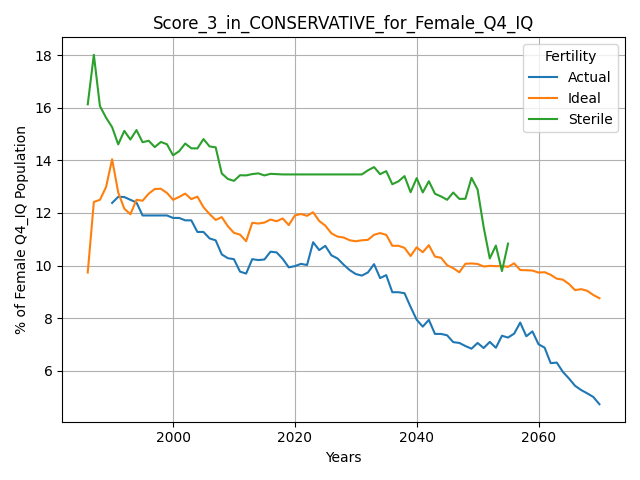 Score_3_in_CONSERVATIVE_for_Female_Q4_IQ
Fertility
Actual
Ideal
Sterile
% of Female Q4_IQ Population
18
16
14
12
10
8
6
2000
2020
2040
2060
Years